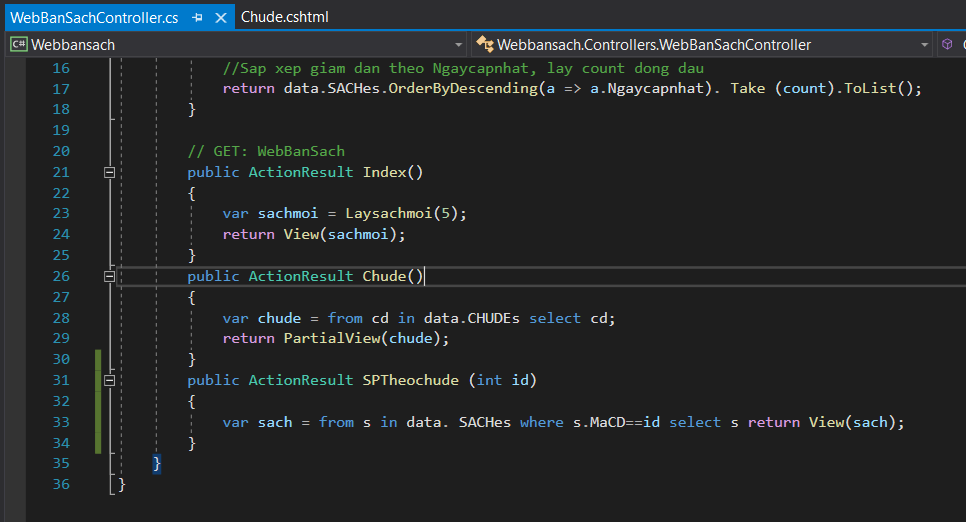 WebBanSachController.cs Chude.cshtml
C# Webbansach Webbansach.Controllers.WebBanSachController
16 //Sap xep giam dan theo Ngaycapnhat, lay count dong dau
17 return data.SACHes.OrderByDescending(a => a.Ngaycapnhat). Take (count).ToList();
18 }
19
20 // GET: WebBanSach
21 public ActionResult Index()
22 {
23 var sachmoi = Laysachmoi(5);
24 return View(sachmoi);
25 }
26 public ActionResult Chude()
27 {
28 var chude = from cd in data.CHUDEs select cd;
29 return PartialView(chude);
30 }
31 public ActionResult SPTheochude (int id)
32 {
33 var sach = from s in data. SACHes where s.MaCD==id select s return View(sach);
34 }
35 }
36 }